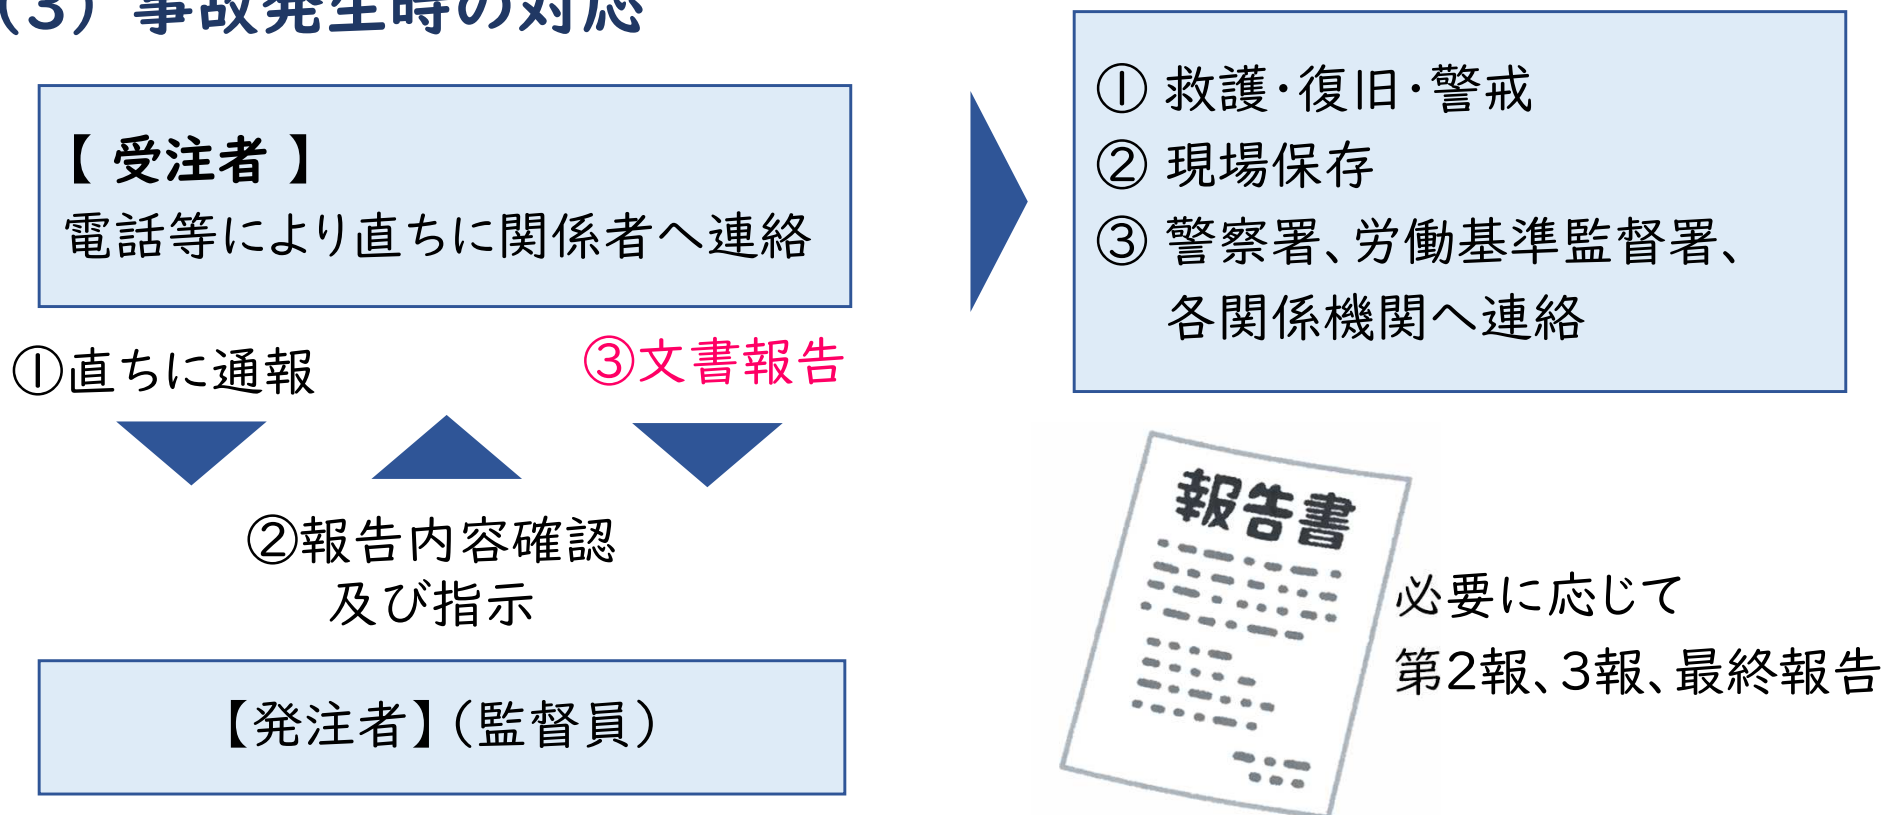 （3）事故発生時の対応
【 受注者 】
電話等により直ちに関係者へ連絡
①直ちに通報
③文書報告
②報告内容確認
及び指示
【発注者】（監督員）
① 救護・復旧・警戒
② 現場保存
③ 警察署、労働基準監督署、
各関係機関へ連絡
報告書
必要に応じて
第2報、3報、最終報告